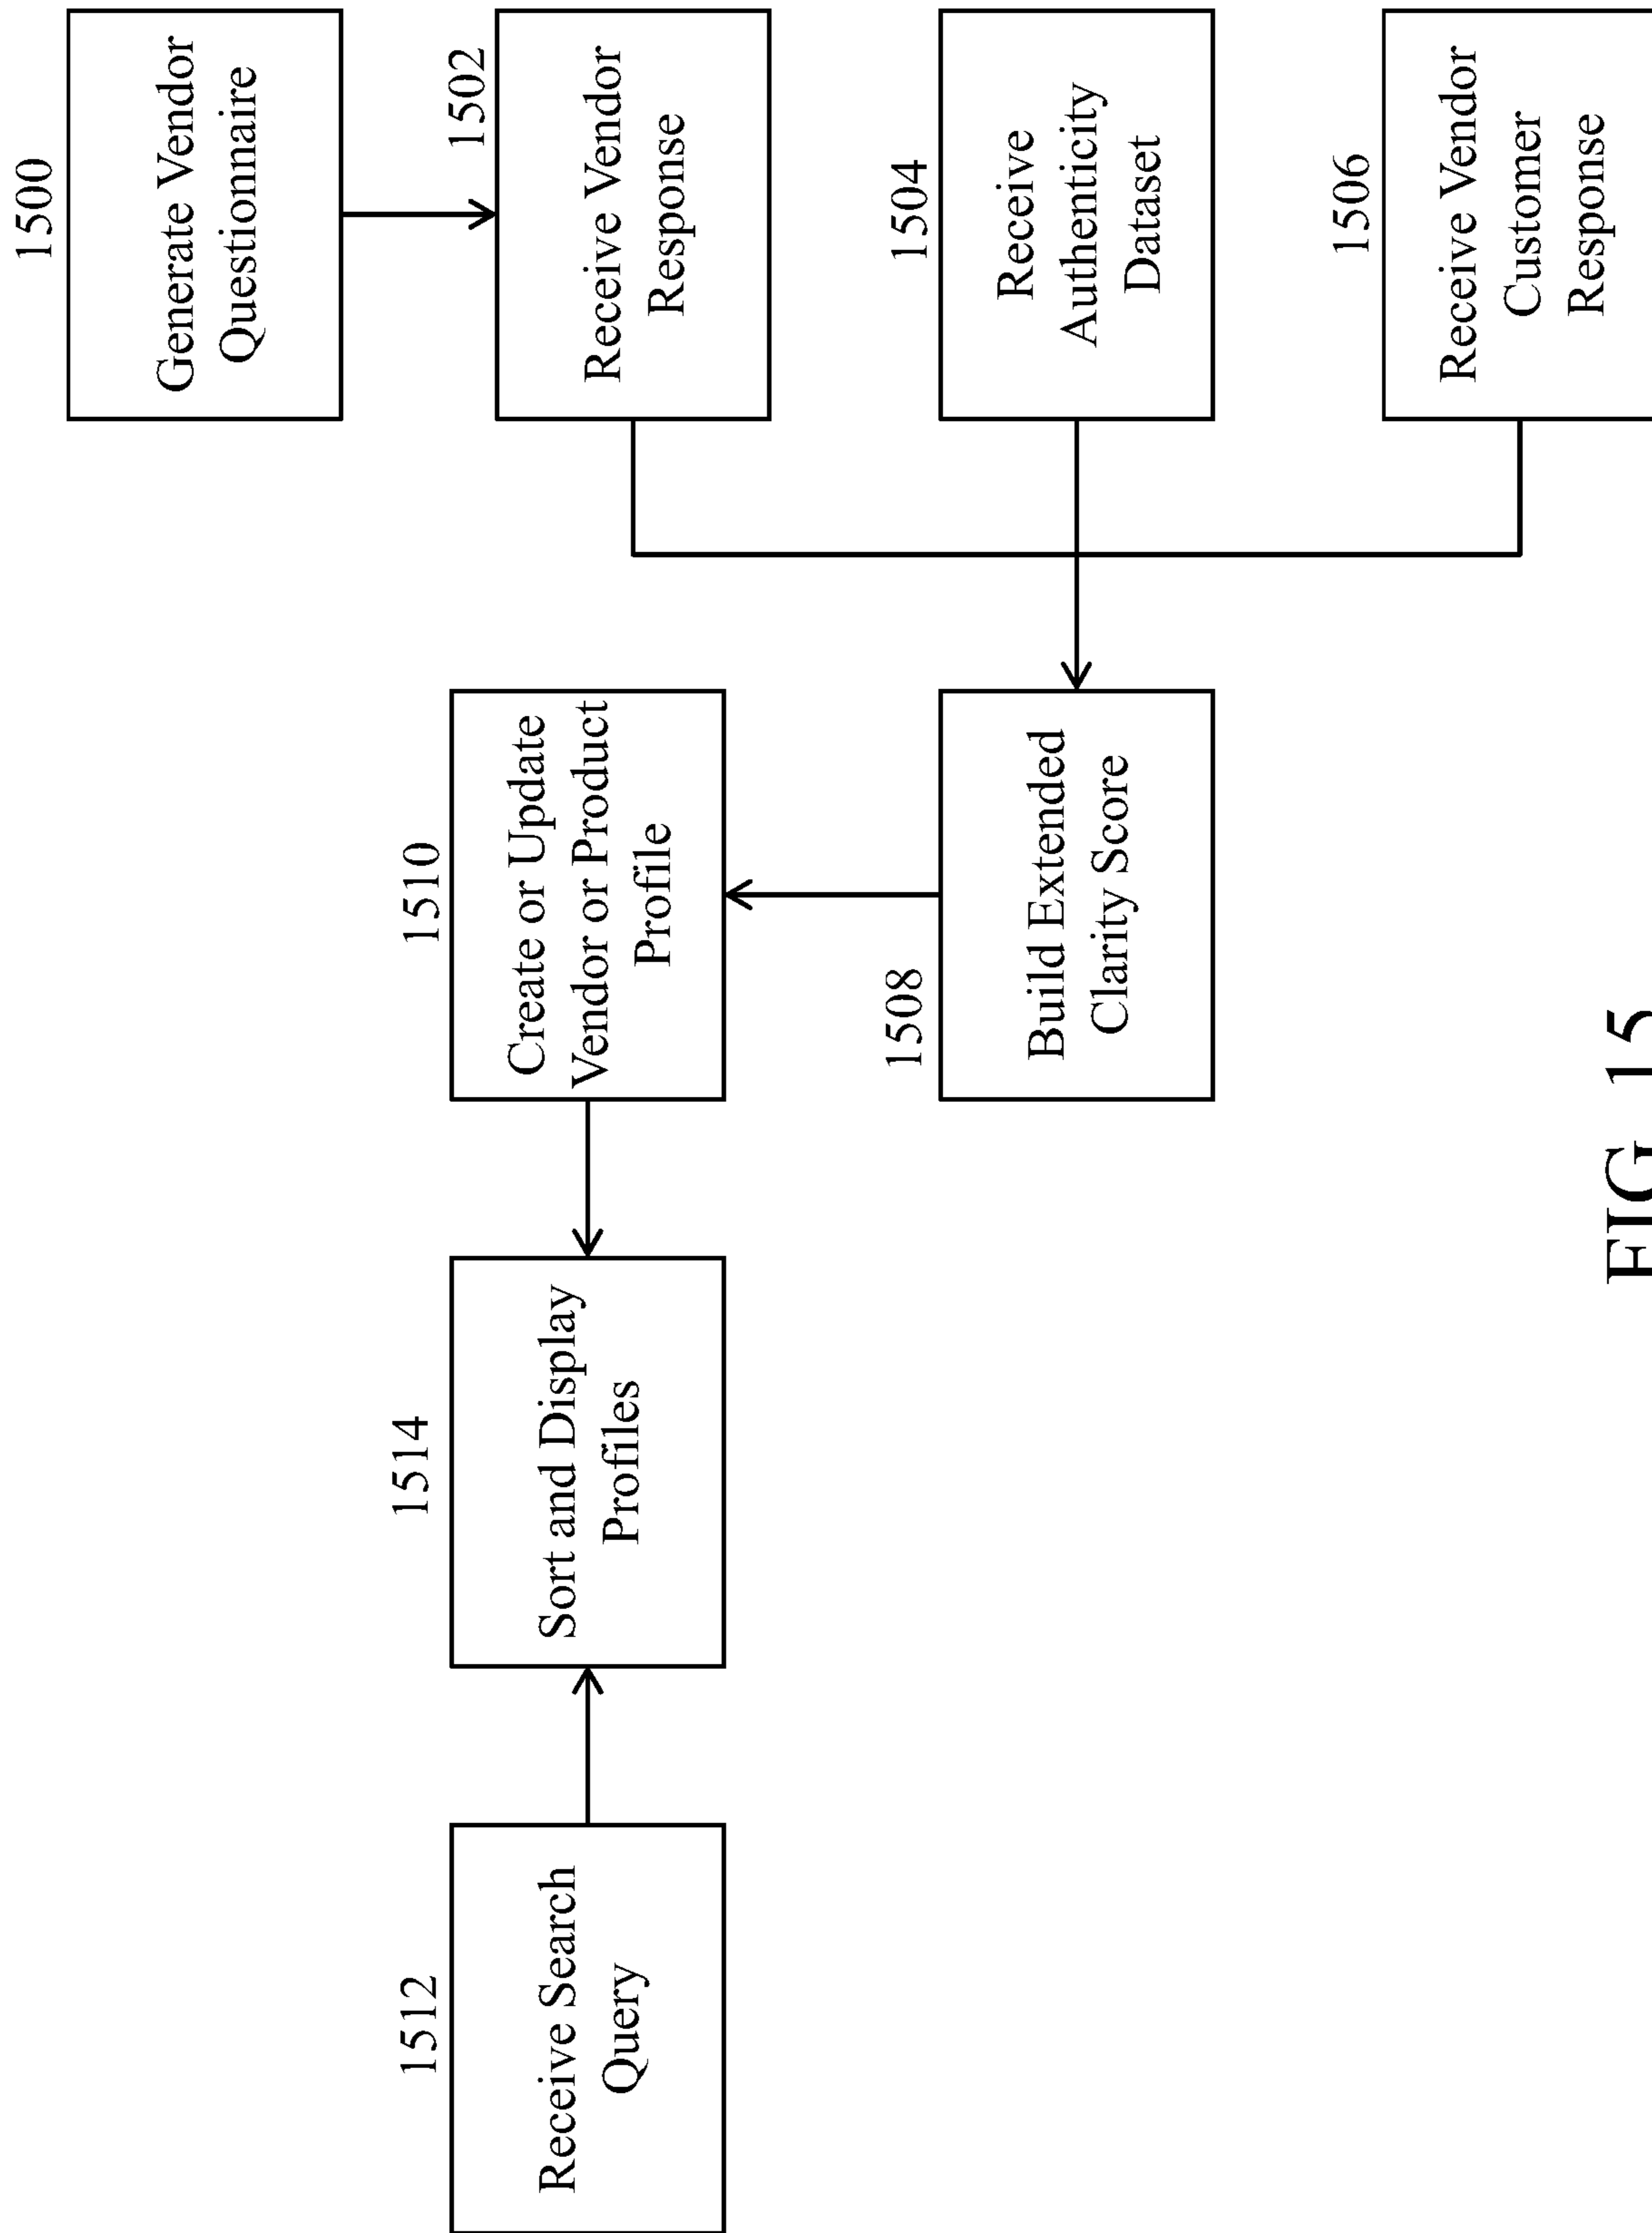 1500
Generate Vendor
Questionnaire
1502
Receive Vendor
Response
1504
Receive
Authenticity
Dataset
1506
Receive Vendor
Customer
Response
1508
Build Extended
Clarity Score
1510
Create or Update
Vendor or Product
Profile
1514
Sort and Display
Profiles
1512
Receive Search
Query
FIG 15